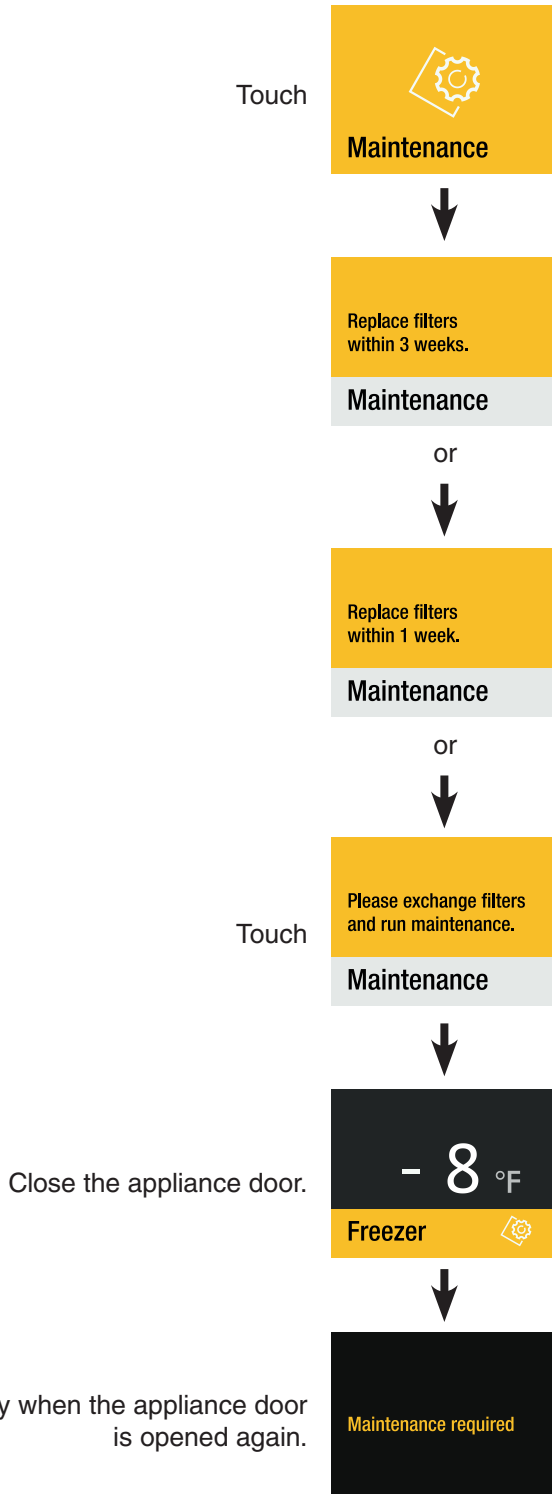 Touch
Maintenance
Replace filters
within 3 weeks.
Maintenance
or
Replace filters
within 1 week.
Maintenance
or
Touch
Please exchange filters
and run maintenance.
Maintenance
Close the appliance door.
- 8 °F
Freezer
when the appliance door
is opened again.
Maintenance required